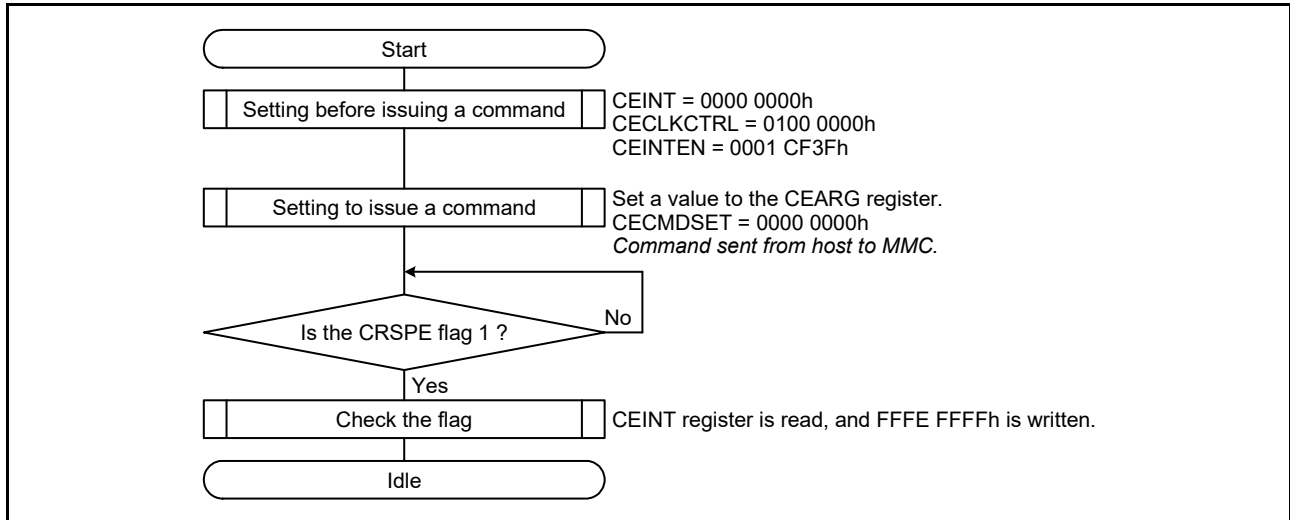 Start
Setting before issuing a command
CEINT = 0000 0000h
CECLKCTRL = 0100 0000h
CEINTEN = 0001 CF3Fh
Setting to issue a command
Set a value to the CEARG register.
CECMDSET = 0000 0000h
Command sent from host to MMC.
Is the CRSPE flag 1 ?
No
Yes
Check the flag
CEINT register is read, and FFFE FFFFh is written.
Idle